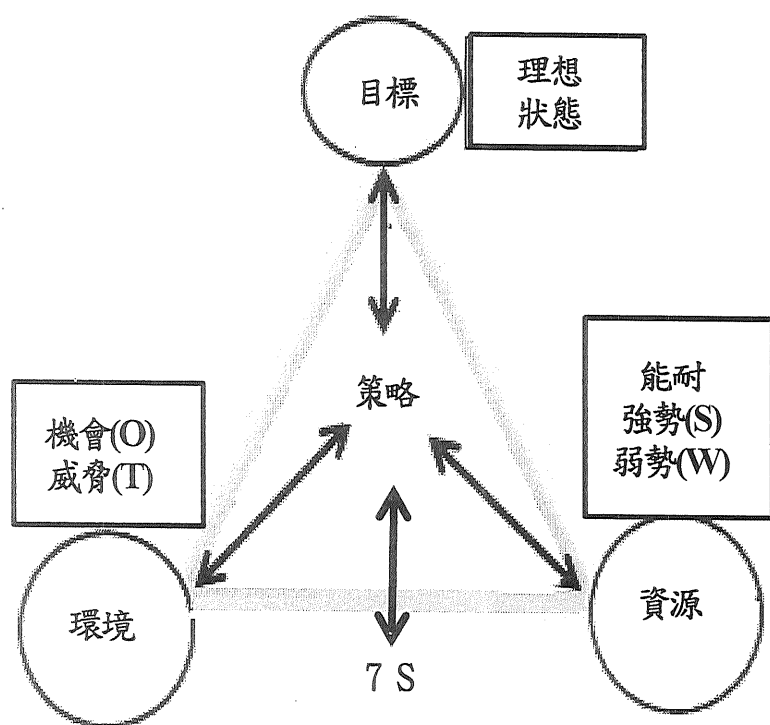 目標
理想
狀態
策略
機會(O)
威脅(T)
能耐
強勢(S)
弱勢(W)
環境
資源
7 S